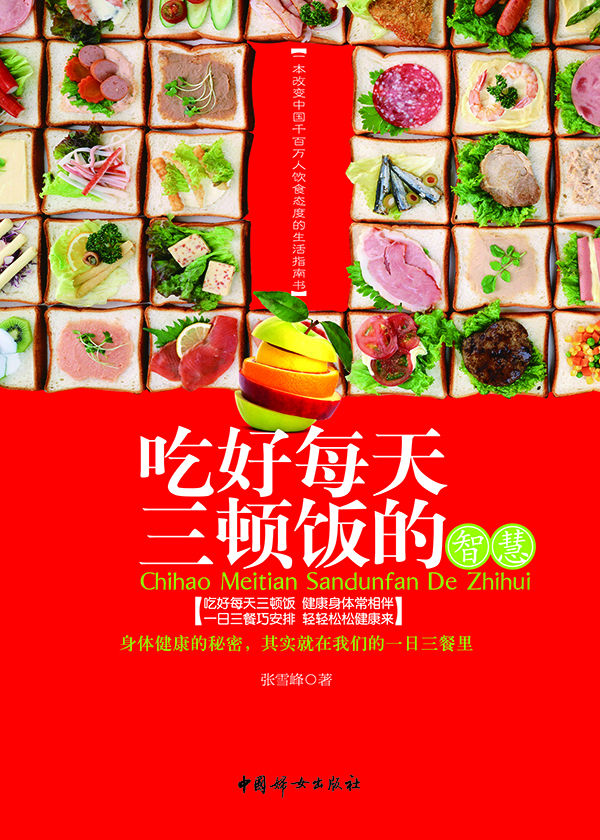 【一本改变中国千百万人饮食态度的生活指南书】
吃好每天
三顿饭的智慧
Chihao Meitian Sandunfan De Zhihui
【吃好每天三顿饭 健康身体常相伴
一日三餐巧安排 轻轻松松健康来】
身体健康的秘密，其实就在我们的一日三餐里
张雪峰○著
中国妇女出版社